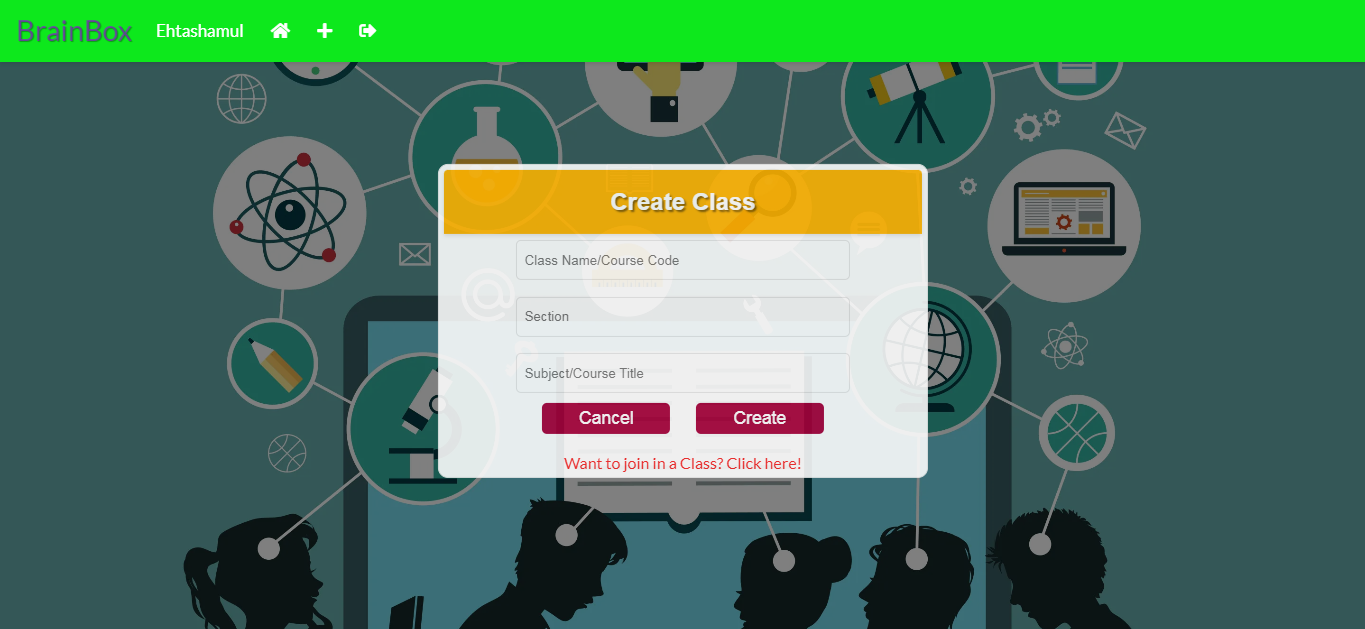 BrainBox Ehtashamul
Create Class
Class Name/Course Code
Section
Subject/Course Title
Cancel Create
Want to join in a Class? Click here!